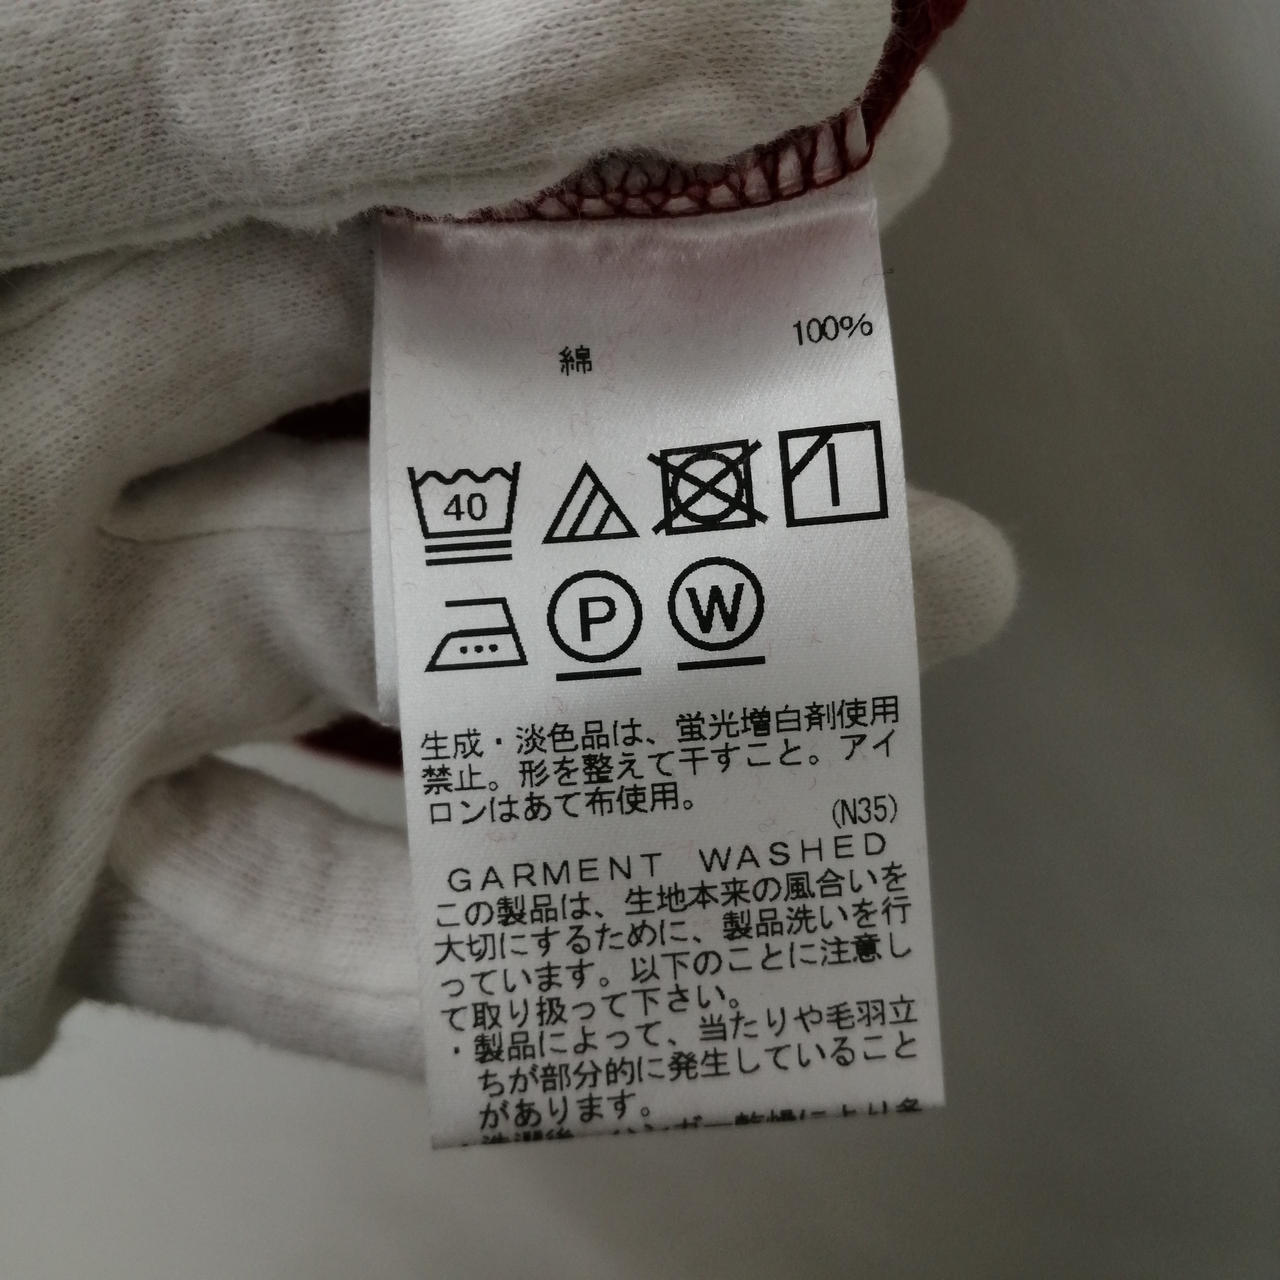 綿 100%
40
P W
生成・淡色品は、蛍光増白剤使用
禁止。形を整えて干すこと。アイ
ロンはあて布使用。
(N35)
GARMENT WASHED
この製品は、生地本来の風合いを
大切にするために、製品洗いを行
っています。以下のことに注意し
て取り扱って下さい。
・製品によって、当たりや毛羽立
ちが部分的に発生していること
があります。